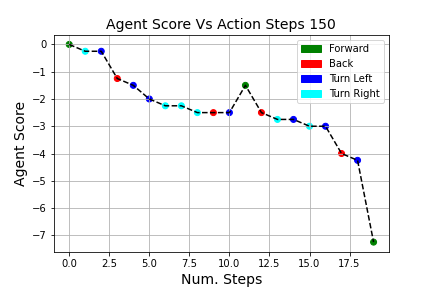 Agent Score Vs Action Steps 150
Forward
Back
Turn Left
Turn Right
Agent Score
0
−1
−2
−3
−4
−5
−6
−7
0.0 2.5 5.0 7.5 10.0 12.5 15.0 17.5
Num. Steps